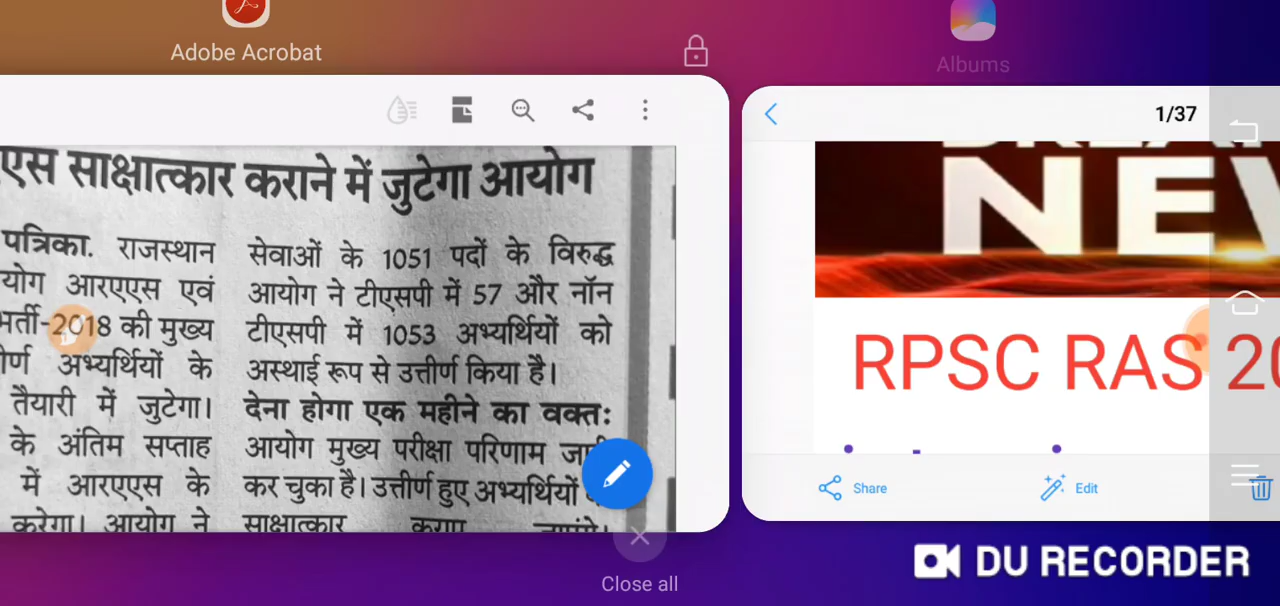 Adobe Acrobat
Albums
एस साक्षात्कार कराने में जुटेगा आयोग
पत्रिका. राजस्थान
योग आरएएस एवं
भर्ती-2018 की मुख्य
अभ्यर्थियों के
तैयारी में जुटेगा।
के अंतिम सप्ताह
में आरएएस के
करेगा। आयोग ने
सेवाओं के 1051 पदों के विरुद्ध
आयोग ने टीएसपी में 57 और नॉन
टीएसपी में 1053 अभ्यर्थियों को
अस्थाई रूप से उत्तीर्ण किया है।
देना होगा एक महीने का वक्त:
आयोग मुख्य परीक्षा परिणाम
कर चुका है। उत्तीर्ण हुए अभ्यर्थियों
साक्षात्कार
1/37
RPSC RAS
Share
Edit
Close all
DU RECORDER